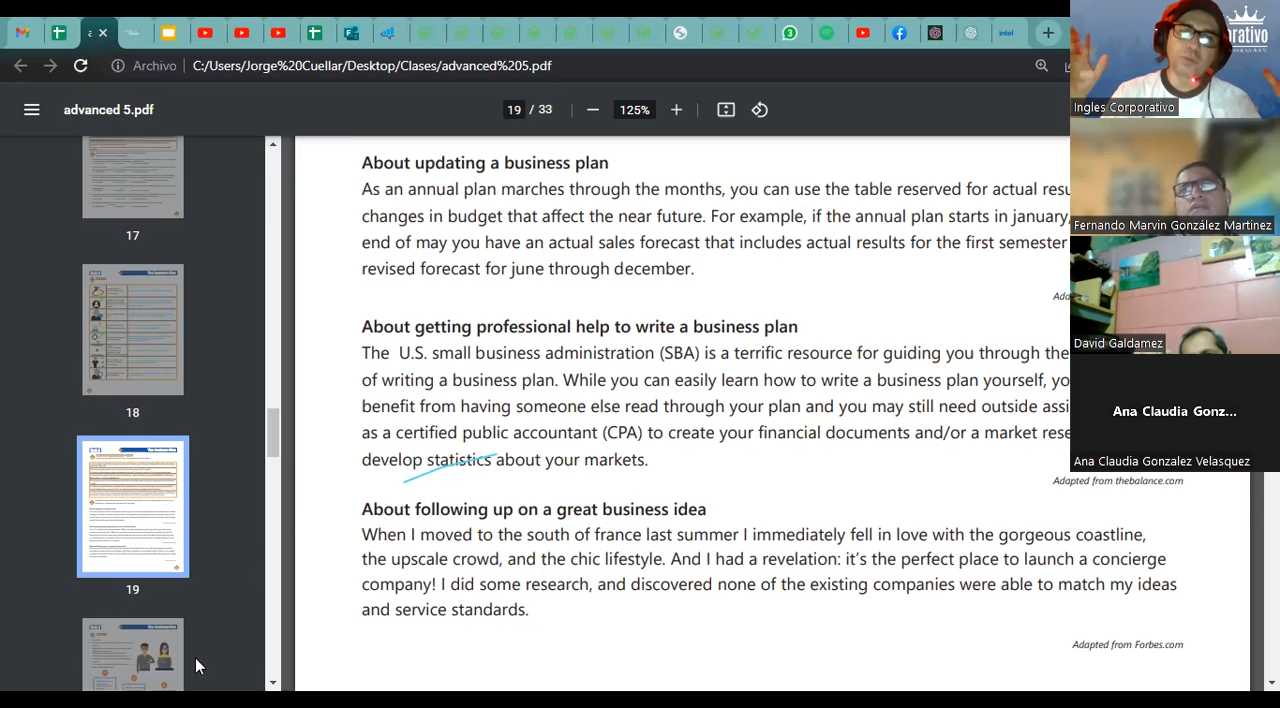 Archivo
C:/Users/Jorge%20Cuellar/Desktop/Clases/advanced%205.pdf
advanced 5.pdf
19 / 33
125%
17
18
19
About updating a business plan
As an annual plan marches through the months, you can use the table reserved for actual
changes in budget that affect the near future. For example, if the annual plan starts in january,
end of may you have an actual sales forecast that includes actual results for the first semester
revised forecast for june through december.
About getting professional help to write a business plan
The U.S. small business administration (SBA) is a terrific resource for guiding you through the
of writing a business plan. While you can easily learn how to write a business plan yourself,
benefit from having someone else read through your plan and you may still need outside
as a certified public accountant (CPA) to create your financial documents and/or a market
develop statistics about your markets.
Adapted from thebalance.com
About following up on a great business idea
When I moved to the south of france last summer I immediately fell in love with the gorgeous coastline,
the upscale crowd, and the chic lifestyle. And I had a revelation: it's the perfect place to launch a concierge
company! I did some research, and discovered none of the existing companies were able to match my ideas
and service standards.
Adapted from Forbes.com
Ingles Corporativo
Fernando Marvin González Martinez
David Galdamez
Ana Claudia Gonz...
Ana Claudia Gonzalez Velasquez